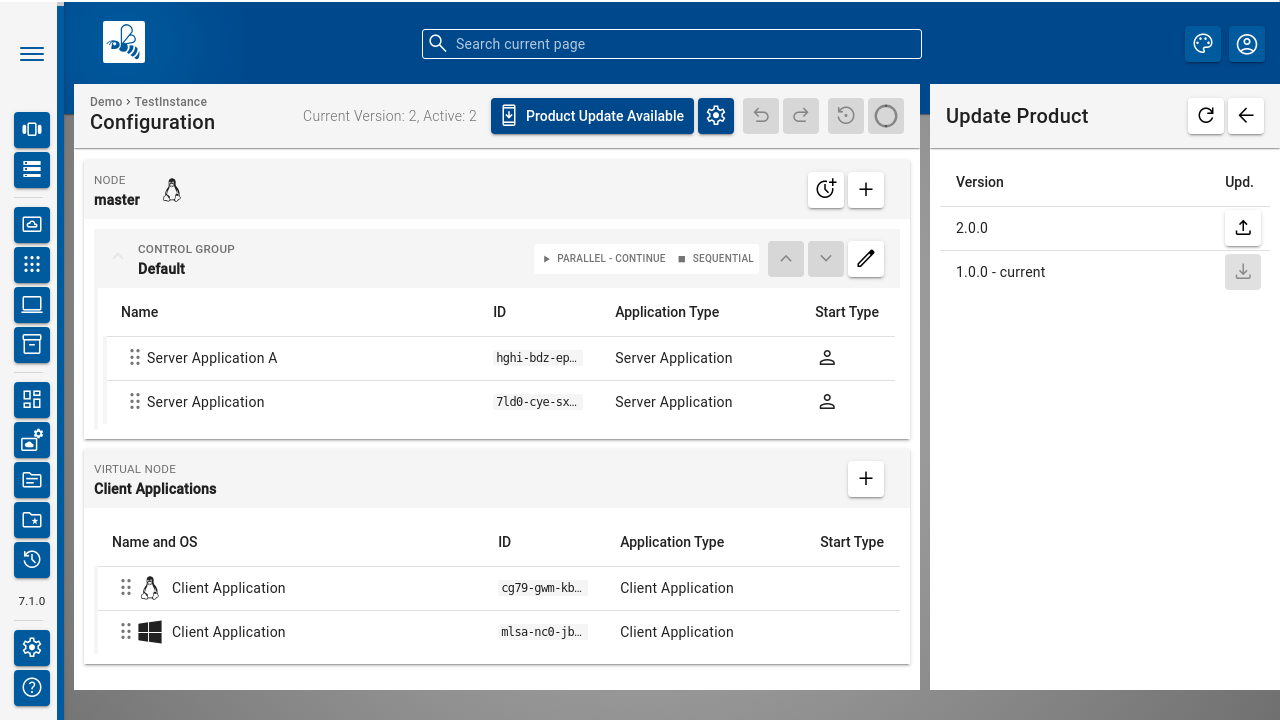 Search current page
Demo › TestInstance
Configuration
Current Version: 2, Active: 2
Product Update Available
Update Product
NODE
master
CONTROL GROUP
Default
PARALLEL - CONTINUE
SEQUENTIAL
Name ID Application Type Start Type
Server Application A hghi-bdz-ep… Server Application
Server Application 7ld0-cye-sx… Server Application
VIRTUAL NODE
Client Applications
Name and OS ID Application Type Start Type
Client Application cg79-gwm-kb… Client Application
Client Application mlsa-nc0-jb… Client Application
Version Upd.
2.0.0
1.0.0 - current
7.1.0